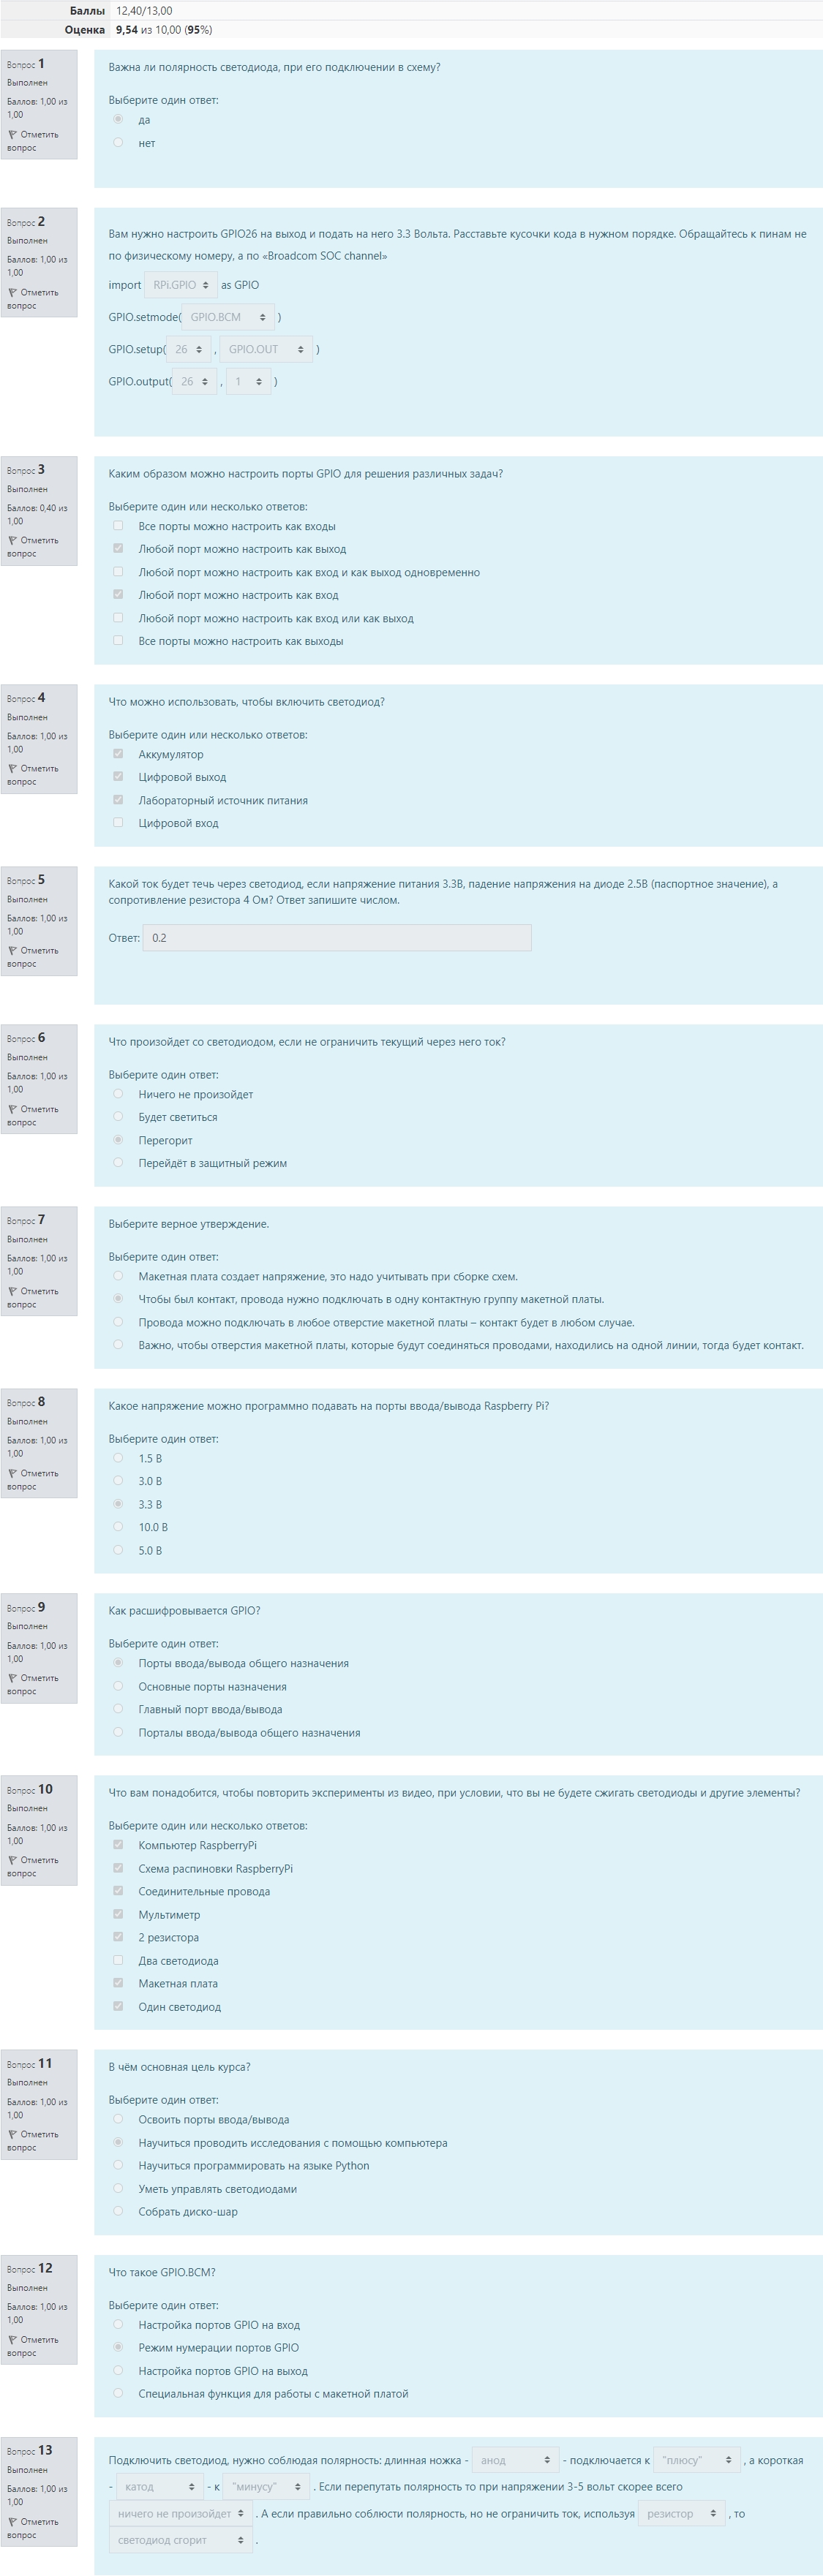 Баллы 12,40/13,00
Оценка 9,54 из 10,00 (95%)
Вопрос 1
Выполнен
Баллов: 1,00 из
1,00
Отметить
вопрос
Важна ли полярность светодиода, при его подключении в схему?
Выберите один ответ:
да
нет
Вопрос 2
Выполнен
Баллов: 1,00 из
1,00
Отметить
вопрос
Вам нужно настроить GPIO26 на выход и подать на него 3.3 Вольта. Расставьте кусочки кода в нужном порядке. Обращайтесь к пинам не
по физическому номеру, а по «Broadcom SOC channel»
import RPi.GPIO as GPIO
GPIO.setmode( GPIO.BCM )
GPIO.setup( 26 , GPIO.OUT )
GPIO.output( 26 , 1 )
Вопрос 3
Выполнен
Баллов: 0,40 из
1,00
Отметить
вопрос
Каким образом можно настроить порты GPIO для решения различных задач?
Выберите один или несколько ответов:
Все порты можно настроить как входы
Любой порт можно настроить как выход
Любой порт можно настроить как вход и как выход одновременно
Любой порт можно настроить как вход
Любой порт можно настроить как вход или как выход
Все порты можно настроить как выходы
Вопрос 4
Выполнен
Баллов: 1,00 из
1,00
Отметить
вопрос
Что можно использовать, чтобы включить светодиод?
Выберите один или несколько ответов:
Аккумулятор
Цифровой выход
Лабораторный источник питания
Цифровой вход
Вопрос 5
Выполнен
Баллов: 1,00 из
1,00
Отметить
вопрос
Какой ток будет течь через светодиод, если напряжение питания 3.3В, падение напряжения на диоде 2.5В (паспортное значение), а
сопротивление резистора 4 Ом? Ответ запишите числом.
Ответ: 0.2
Вопрос 6
Выполнен
Баллов: 1,00 из
1,00
Отметить
вопрос
Что произойдет со светодиодом, если не ограничить текущий через него ток?
Выберите один ответ:
Ничего не произойдет
Будет светиться
Перегорит
Перейдёт в защитный режим
Вопрос 7
Выполнен
Баллов: 1,00 из
1,00
Отметить
вопрос
Выберите верное утверждение.
Выберите один ответ:
Макетная плата создает напряжение, это надо учитывать при сборке схем.
Чтобы был контакт, провода нужно подключать в одну контактную группу макетной платы.
Провода можно подключать в любое отверстие макетной платы – контакт будет в любом случае.
Важно, чтобы отверстия макетной платы, которые будут соединяться проводами, находились на одной линии, тогда будет контакт.
Вопрос 8
Выполнен
Баллов: 1,00 из
1,00
Отметить
вопрос
Какое напряжение можно программно подавать на порты ввода/вывода Raspberry Pi?
Выберите один ответ:
1.5 В
3.0 В
3.3 В
10.0 В
5.0 В
Вопрос 9
Выполнен
Баллов: 1,00 из
1,00
Отметить
вопрос
Как расшифровывается GPIO?
Выберите один ответ:
Порты ввода/вывода общего назначения
Основные порты назначения
Главный порт ввода/вывода
Порталы ввода/вывода общего назначения
Вопрос 10
Выполнен
Баллов: 1,00 из
1,00
Отметить
вопрос
Что вам понадобится, чтобы повторить эксперименты из видео, при условии, что вы не будете сжигать светодиоды и другие элементы?
Выберите один или несколько ответов:
Компьютер RaspberryPi
Схема распиновки RaspberryPi
Соединительные провода
Мультиметр
2 резистора
Два светодиода
Макетная плата
Один светодиод
Вопрос 11
Выполнен
Баллов: 1,00 из
1,00
Отметить
вопрос
В чём основная цель курса?
Выберите один ответ:
Освоить порты ввода/вывода
Научиться проводить исследования с помощью компьютера
Научиться программировать на языке Python
Уметь управлять светодиодами
Собрать диско-шар
Вопрос 12
Выполнен
Баллов: 1,00 из
1,00
Отметить
вопрос
Что такое GPIO.BCM?
Выберите один ответ:
Настройка портов GPIO на вход
Режим нумерации портов GPIO
Настройка портов GPIO на выход
Специальная функция для работы с макетной платой
Вопрос 13
Выполнен
Баллов: 1,00 из
1,00
Отметить
вопрос
Подключить светодиод, нужно соблюдая полярность: длинная ножка - анод - подключается к "плюсу" , а короткая
- катод - к "минусу" . Если перепутать полярность то при напряжении 3-5 вольт скорее всего
ничего не произойдет . А если правильно соблюсти полярность, но не ограничить ток, используя резистор , то
светодиод сгорит .